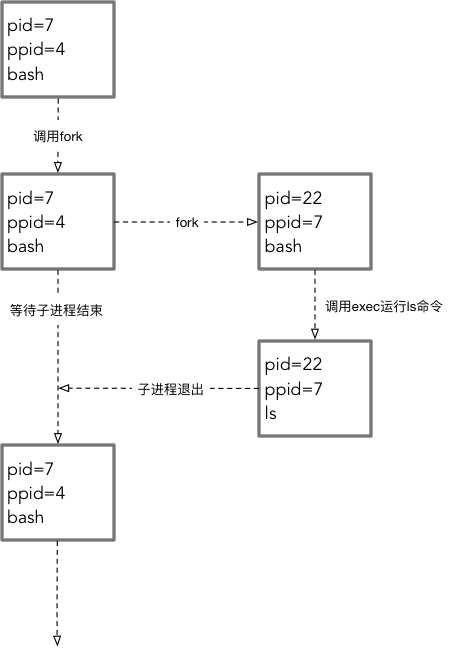 pid=7
ppid=4
bash
调用fork
pid=7
ppid=4
bash
fork
pid=22
ppid=7
bash
等待子进程结束
调用exec运行ls命令
pid=22
ppid=7
ls
子进程退出
pid=7
ppid=4
bash